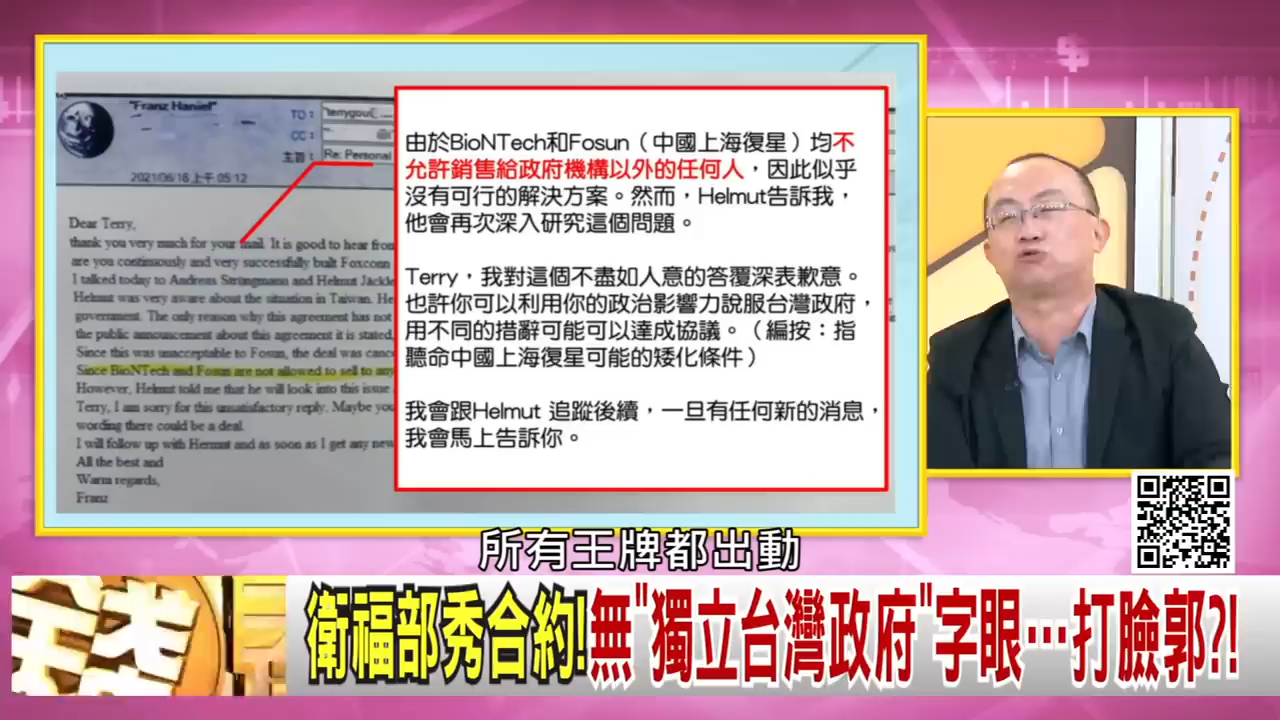 "Franz Haniel"
TO：
"terrygou
CC：
主旨：
Re: Personal
2021/06/16 上午 05:12
Dear Terry,
thank you very much for your mail. It is good to hear from
are you continuously and very successfully built Foxconn
I talked today to Andreas Strüngmann and Helmut Jäckle
Helmut was very aware about the situation in Taiwan. He
government. The only reason why this agreement has not
the public announcement about this agreement it is stated,
Since this was unacceptable to Fosun, the deal was canc
Since BioNTech and Fosun are not allowed to sell to any
However, Helmut told me that he will look into this issue
Terry, I am sorry for this unsatisfactory reply. Maybe you
wording there could be a deal.
I will follow up with Hermut and as soon as I get any new
All the best and
Warm regards,
Franz
由於BioNTech和Fosun（中國上海復星）均不
允許銷售給政府機構以外的任何人，因此似乎
沒有可行的解決方案。然而，Helmut告訴我，
他會再次深入研究這個問題。
Terry，我對這個不盡如人意的答覆深表歉意。
也許你可以利用你的政治影響力說服台灣政府，
用不同的措辭可能可以達成協議。（編按：指
聽命中國上海復星可能的矮化條件）
我會跟Helmut 追蹤後續，一旦有任何新的消息，
我會馬上告訴你。
所有王牌都出動
衛福部秀合約!無"獨立台灣政府"字眼…打臉郭?!